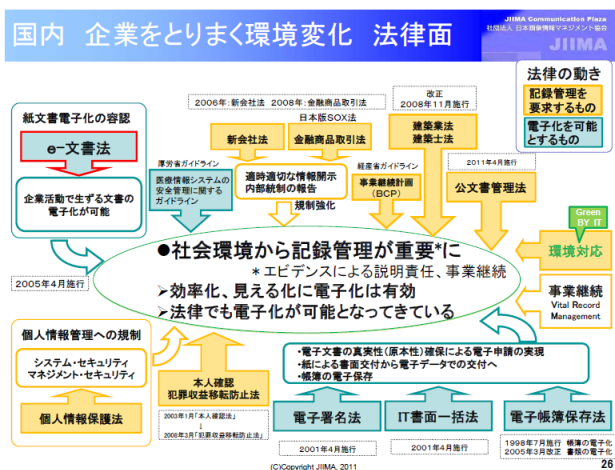 国内 企業をとりまく環境変化 法律面
JIIMA Communication Plaza
社団法人 日本画像情報マネジメント協会
JIIMA
法律の動き
記録管理を
要求するもの
電子化を可能
とするもの
紙文書電子化の容認
e-文書法
企業活動で生ずる文書の
電子化が可能
2005年4月施行
2006年:新会社法 2008年:金融商品取引法
日本版SOX法
新会社法
金融商品取引法
適時適切な情報開示
内部統制の報告
規制強化
厚労省ガイドライン
医療情報システムの
安全管理に関する
ガイドライン
改正
2008年11月施行
建築業法
建築士法
経産省ガイドライン
事業継続計画
(BCP)
2011年4月施行
公文書管理法
Green
BY IT
環境対応
事業継続
Vital Record
Management
●社会環境から記録管理が重要*に
*エビデンスによる説明責任、事業継続
➢効率化、見える化に電子化は有効
➢法律でも電子化が可能となってきている
個人情報管理への規制
システム・セキュリティ
マネジメント・セキュリティ
個人情報保護法
本人確認
犯罪収益移転防止法
2003年1月「本人確認法」
↓
2008年3月「犯罪収益移転防止法」
・電子文書の真実性(原本性)確保による電子申請の実現
・紙による書面交付から電子データでの交付へ
・帳簿の電子保存
電子署名法
IT書面一括法
電子帳簿保存法
2001年4月施行
2001年4月施行
1998年7月施行 帳簿の電子化
2005年3月改正 書類の電子化
(C)Copyright JIIMA, 2011
26